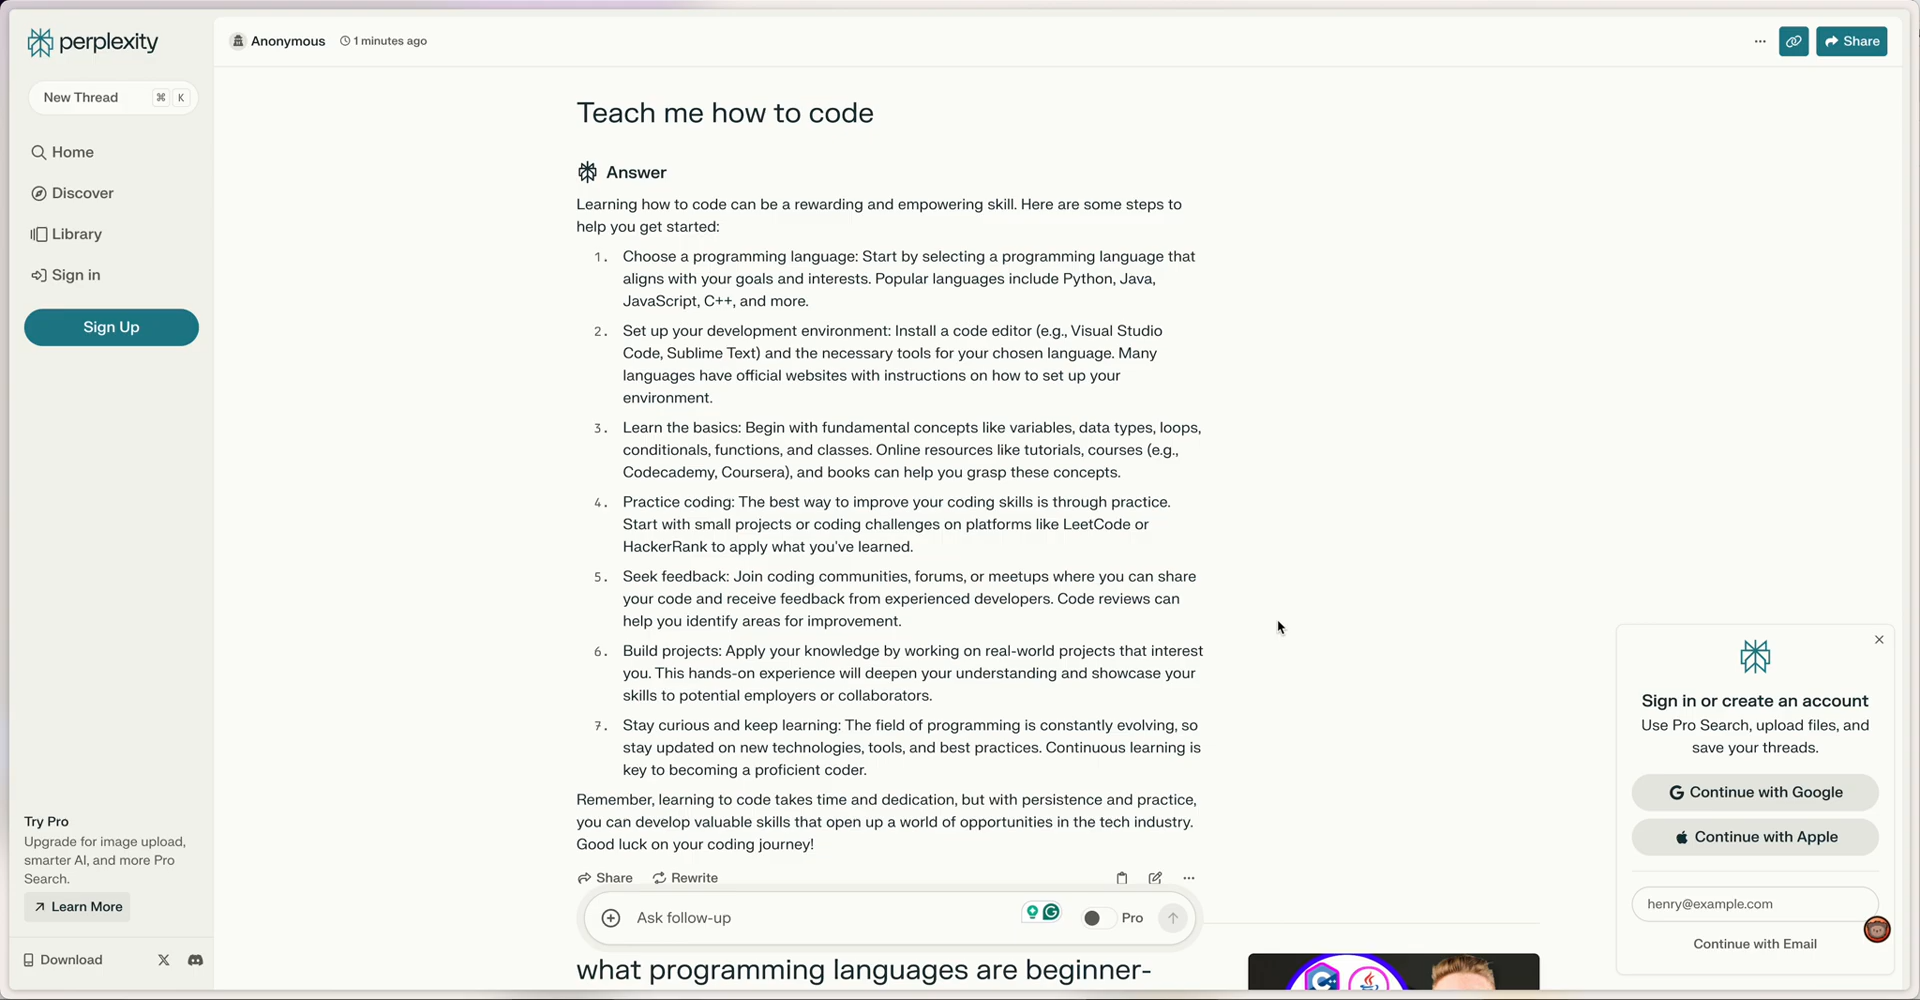 perplexity
New Thread ⌘ K
Home
Discover
Library
Sign in
Sign Up
Try Pro
Upgrade for image upload,
smarter AI, and more Pro
Search.
Learn More
Download
Anonymous 1 minutes ago
Share
Teach me how to code
Answer
Learning how to code can be a rewarding and empowering skill. Here are some steps to
help you get started:
1. Choose a programming language: Start by selecting a programming language that
aligns with your goals and interests. Popular languages include Python, Java,
JavaScript, C++, and more.
2. Set up your development environment: Install a code editor (e.g., Visual Studio
Code, Sublime Text) and the necessary tools for your chosen language. Many
languages have official websites with instructions on how to set up your
environment.
3. Learn the basics: Begin with fundamental concepts like variables, data types, loops,
conditionals, functions, and classes. Online resources like tutorials, courses (e.g.,
Codecademy, Coursera), and books can help you grasp these concepts.
4. Practice coding: The best way to improve your coding skills is through practice.
Start with small projects or coding challenges on platforms like LeetCode or
HackerRank to apply what you've learned.
5. Seek feedback: Join coding communities, forums, or meetups where you can share
your code and receive feedback from experienced developers. Code reviews can
help you identify areas for improvement.
6. Build projects: Apply your knowledge by working on real-world projects that interest
you. This hands-on experience will deepen your understanding and showcase your
skills to potential employers or collaborators.
7. Stay curious and keep learning: The field of programming is constantly evolving, so
stay updated on new technologies, tools, and best practices. Continuous learning is
key to becoming a proficient coder.
Remember, learning to code takes time and dedication, but with persistence and practice,
you can develop valuable skills that open up a world of opportunities in the tech industry.
Good luck on your coding journey!
Share Rewrite
Ask follow-up Pro
what programming languages are beginner-
Sign in or create an account
Use Pro Search, upload files, and
save your threads.
Continue with Google
Continue with Apple
henry@example.com
Continue with Email